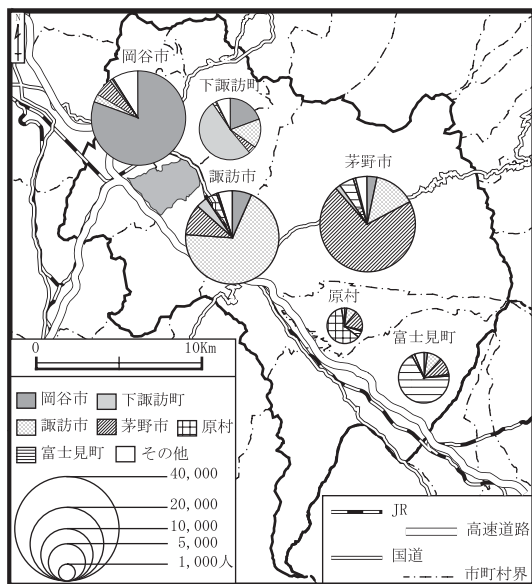 N
岡谷市
下諏訪町
諏訪市
茅野市
原村
富士見町
0 10Km
岡谷市 下諏訪町
諏訪市 茅野市 原村
富士見町 その他
40,000
20,000
10,000
5,000
1,000人
JR
高速道路
国道
市町村界